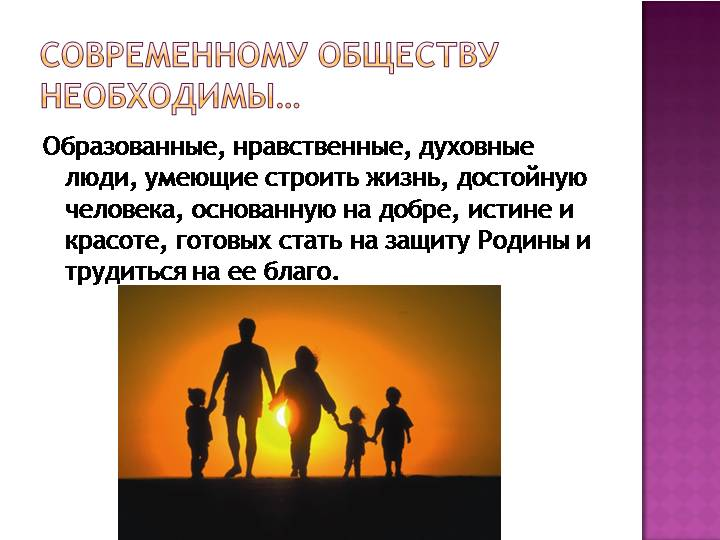 СОВРЕМЕННОМУ ОБЩЕСТВУ
НЕОБХОДИМЫ…
Образованные, нравственные, духовные
люди, умеющие строить жизнь, достойную
человека, основанную на добре, истине и
красоте, готовых стать на защиту Родины и
трудиться на ее благо.